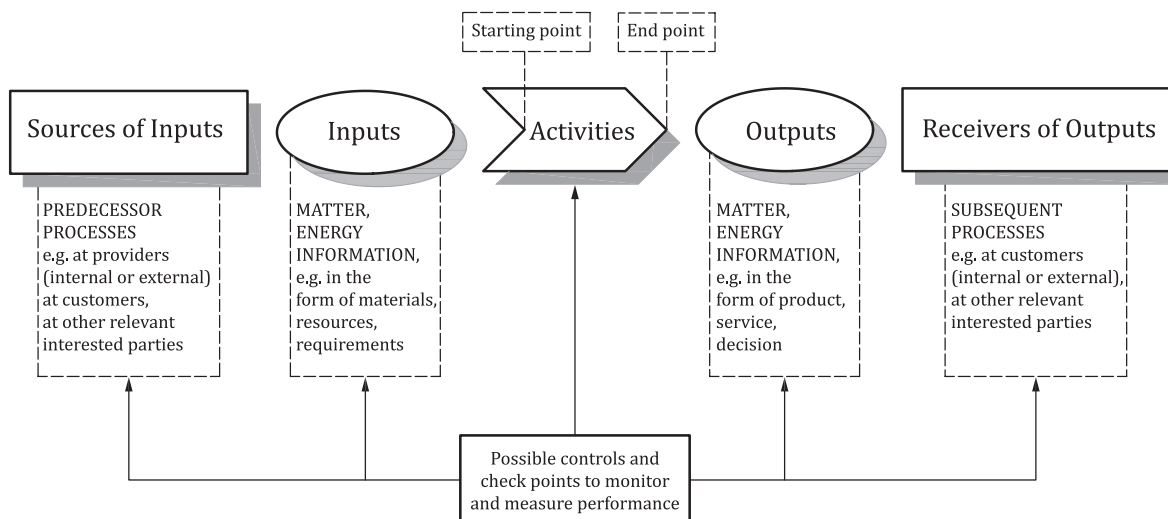 Starting point
End point
Sources of Inputs
Inputs
Activities
Outputs
Receivers of Outputs
PREDECESSOR
PROCESSES
e.g. at providers
(internal or external)
at customers,
at other relevant
interested parties
MATTER,
ENERGY
INFORMATION,
e.g. in the
form of materials,
resources,
requirements
MATTER,
ENERGY
INFORMATION,
e.g. in the
form of product,
service,
decision
SUBSEQUENT
PROCESSES
e.g. at customers
(internal or external),
at other relevant
interested parties
Possible controls and
check points to monitor
and measure performance